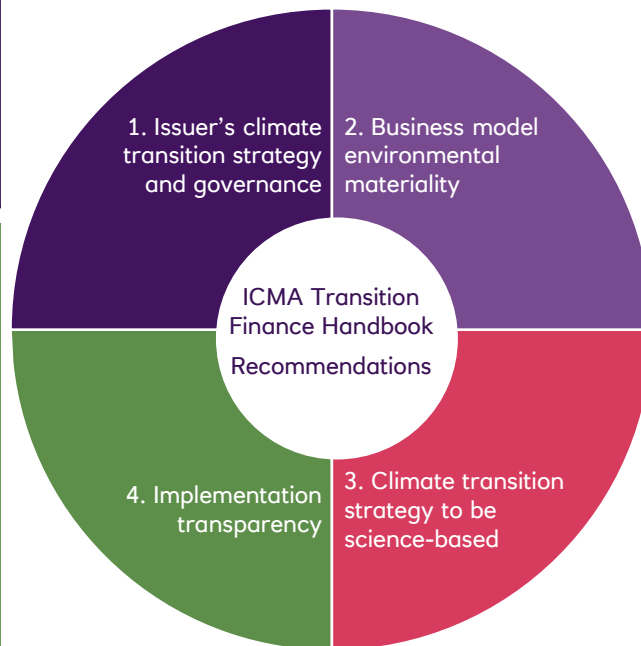 1. Issuer's climate
transition strategy
and governance
2. Business model
environmental
materiality
ICMA Transition
Finance Handbook
Recommendations
3. Climate transition
strategy to be
science-based
4. Implementation
transparency